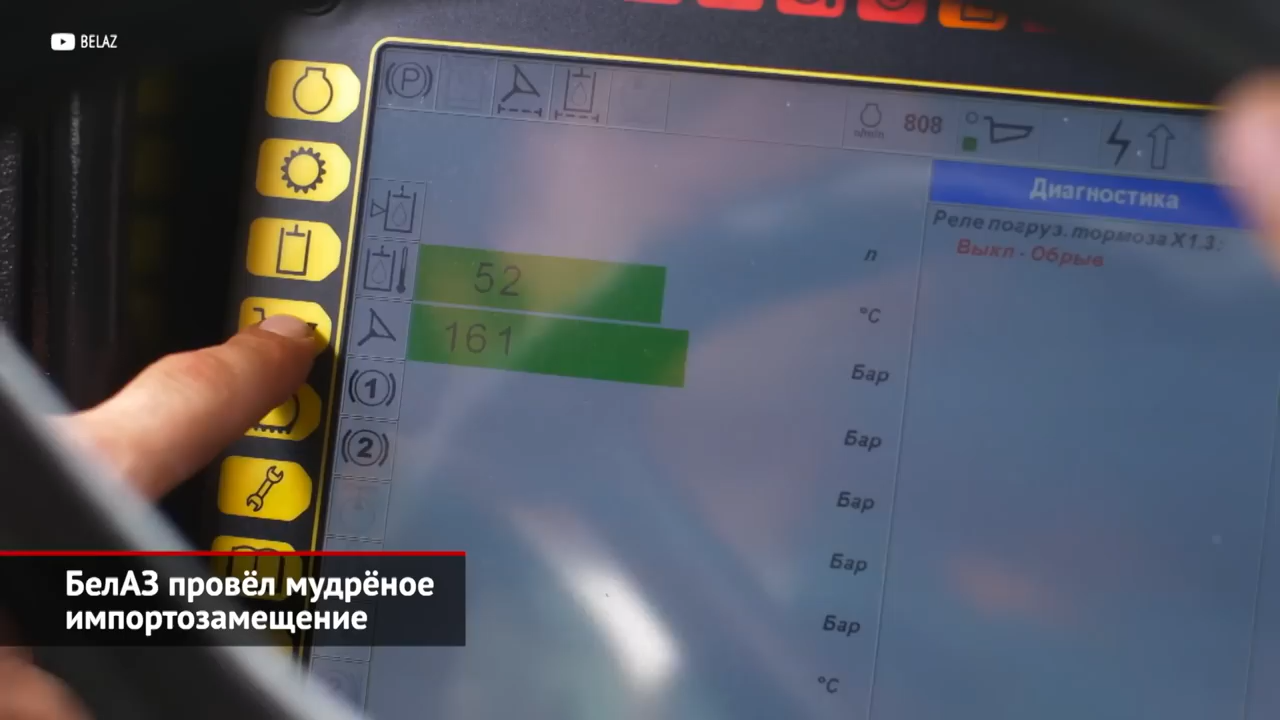 BELAZ
P
n/min
808
Диагностика
Реле погруз. тормоза X1.3:
Выкл - Обрыв
л
52
°C
161
Бар
1
Бар
2
Бар
Бар
Бар
°C
БелАЗ провёл мудрёное
импортозамещение